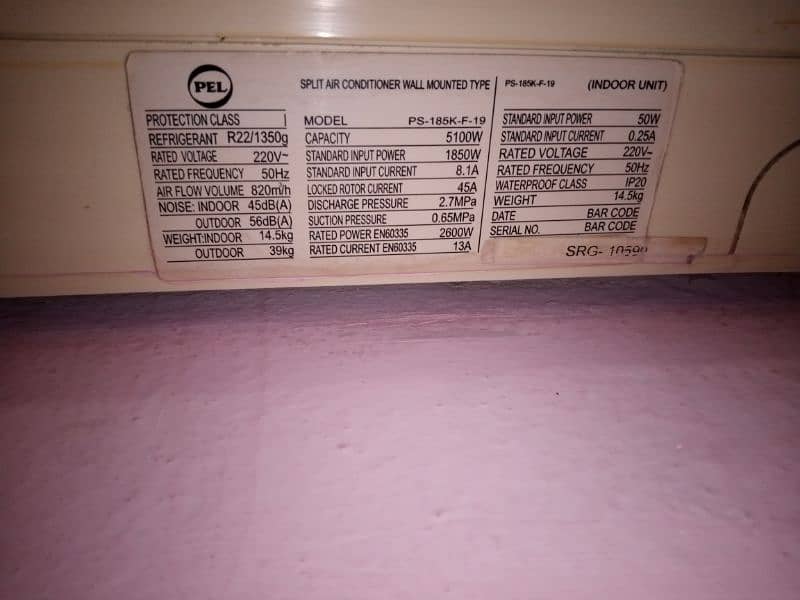 PEL
SPLIT AIR CONDITIONER WALL MOUNTED TYPE
PROTECTION CLASS I
REFRIGERANT R22/1350g
RATED VOLTAGE 220V~
RATED FREQUENCY 50Hz
AIR FLOW VOLUME 820m/h
NOISE: INDOOR 45dB(A)
OUTDOOR 56dB(A)
WEIGHT:INDOOR 14.5kg
OUTDOOR 39kg
MODEL PS-185K-F-19
CAPACITY 5100W
STANDARD INPUT POWER 1850W
STANDARD INPUT CURRENT 8.1A
LOCKED ROTOR CURRENT 45A
DISCHARGE PRESSURE 2.7MPa
SUCTION PRESSURE 0.65MPa
RATED POWER EN60335 2600W
RATED CURRENT EN60335 13A
PS-185K-F-19 (INDOOR UNIT)
STANDARD INPUT POWER 50W
STANDARD INPUT CURRENT 0.25A
RATED VOLTAGE 220V~
RATED FREQUENCY 50Hz
WATERPROOF CLASS IP20
WEIGHT 14.5kg
DATE BAR CODE
SERIAL NO. BAR CODE
SRG-